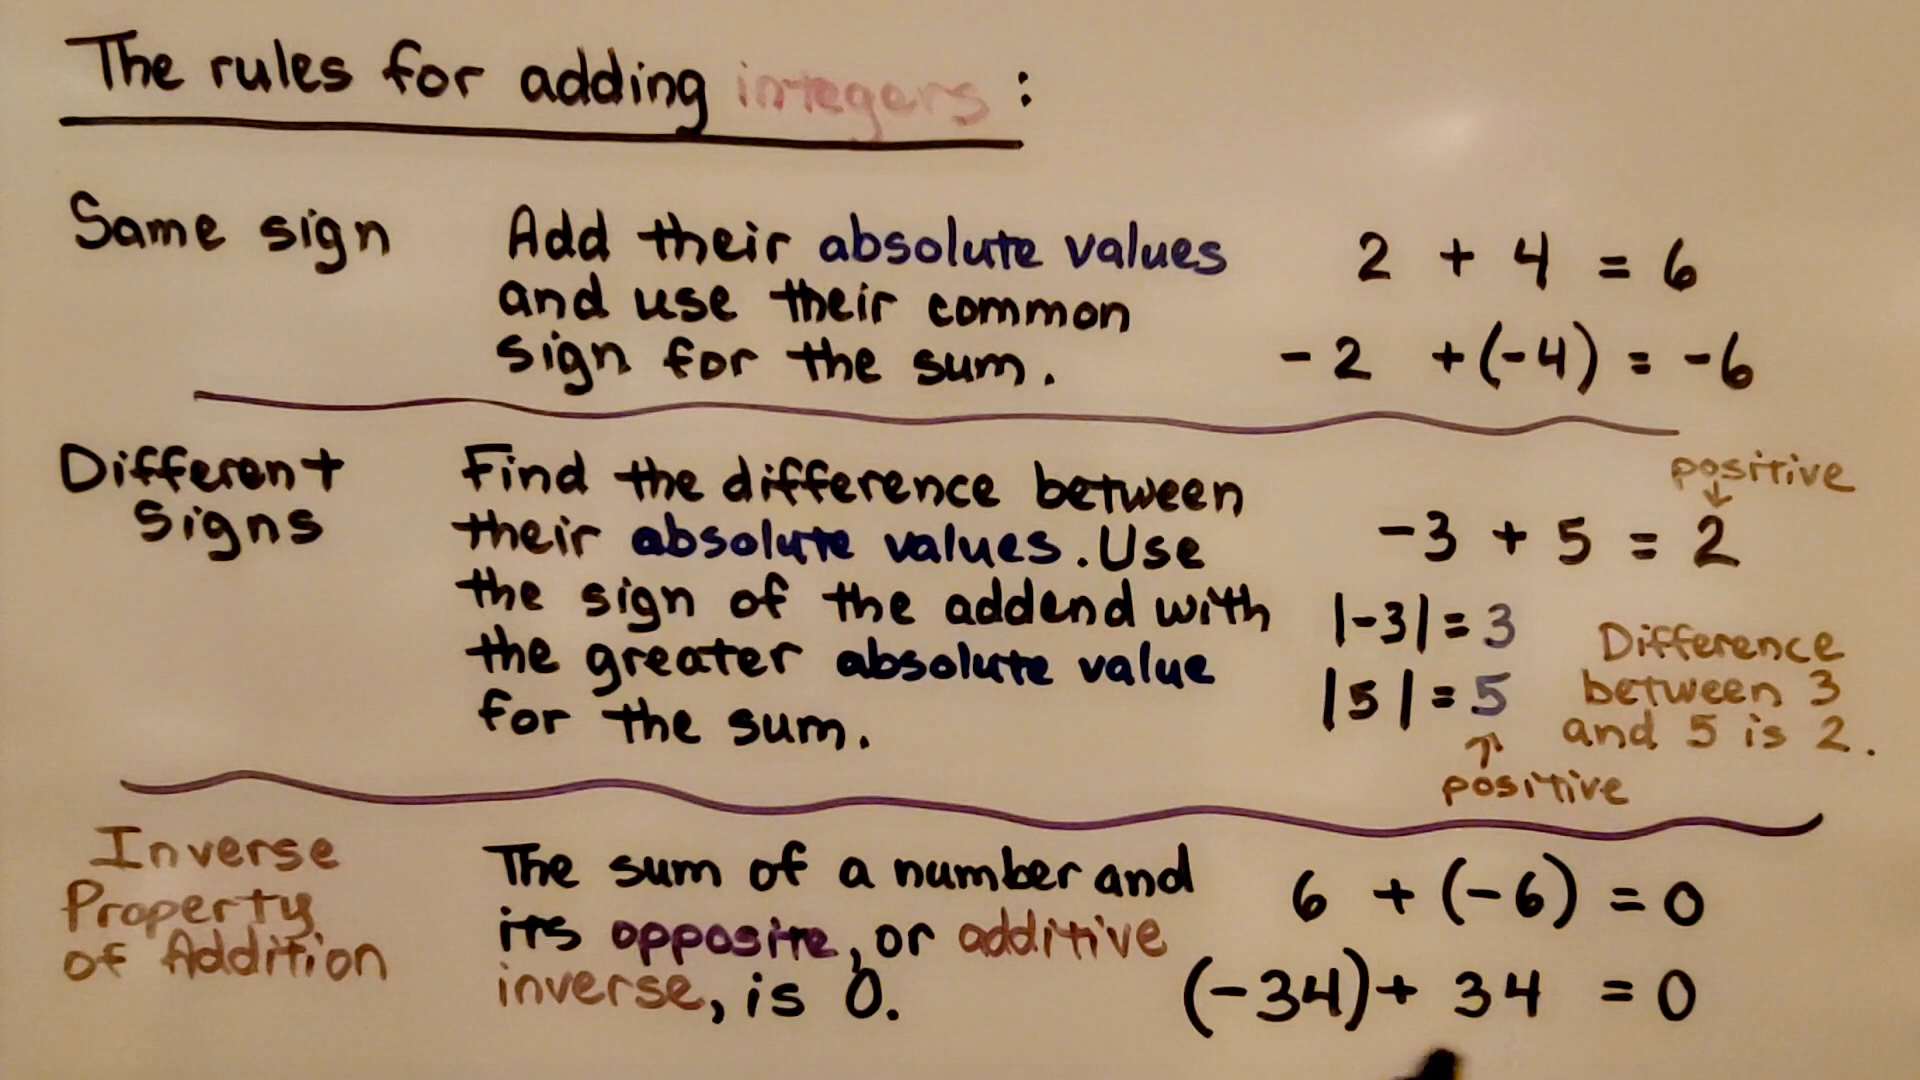 The rules for adding integers:
Same sign
Add their absolute values
and use their common
sign for the sum.
2 + 4 = 6
-2 +(-4) = -6
Different
Signs
Find the difference between
their absolute values. Use
the sign of the addend with
the greater absolute value
for the sum.
positive
↓
-3 + 5 = 2
|-3| = 3
|5| = 5
↑
positive
Difference
between 3
and 5 is 2.
Inverse
Property
of Addition
The sum of a number and
its opposite, or additive
inverse, is 0.
6 + (-6) = 0
(-34)+ 34 = 0